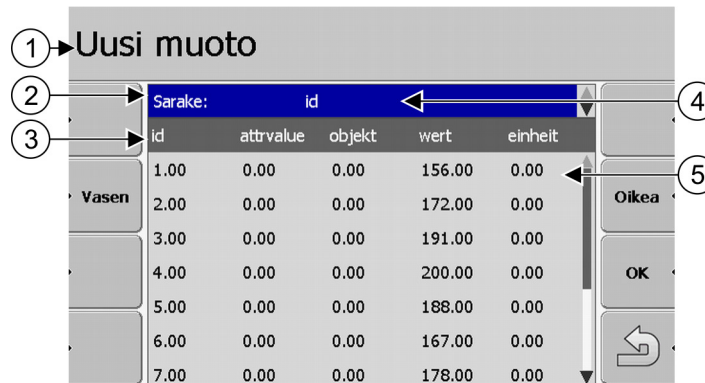 1 Uusi muoto
2 Sarake: id 4
3 id attrvalue objekt wert einheit
1.00 0.00 0.00 156.00 0.00 5
Vasen 2.00 0.00 0.00 172.00 0.00 Oikea
3.00 0.00 0.00 191.00 0.00
4.00 0.00 0.00 200.00 0.00 OK
5.00 0.00 0.00 188.00 0.00
6.00 0.00 0.00 167.00 0.00
7.00 0.00 0.00 178.00 0.00